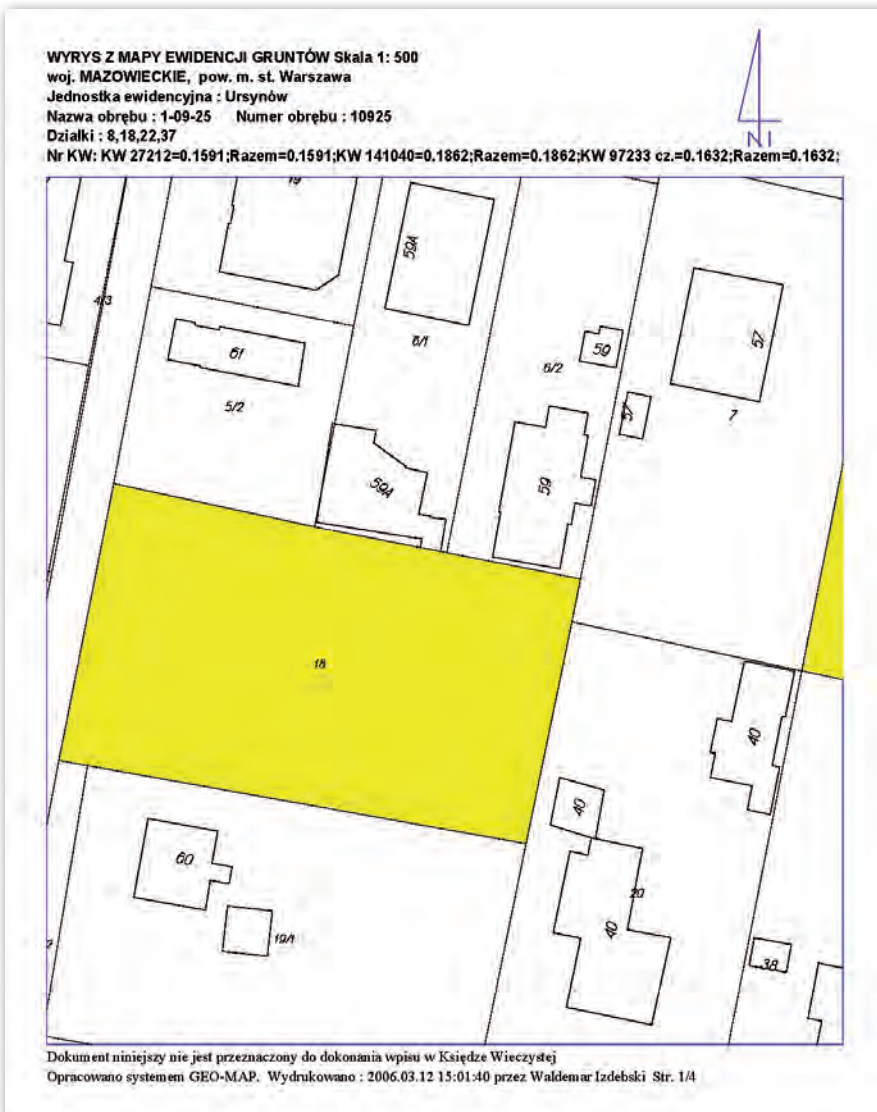 WYRYS Z MAPY EWIDENCJI GRUNTÓW Skala 1: 500
woj. MAZOWIECKIE, pow. m. st. Warszawa
Jednostka ewidencyjna : Ursynów
Nazwa obrębu : 1-09-25 Numer obrębu : 10925
Działki : 8,18,22,37
Nr KW: KW 27212=0.1591;Razem=0.1591;KW 141040=0.1862;Razem=0.1862;KW 97233 cz.=0.1632;Razem=0.1632;
N
19
59A
4/3
6/1
57
59
61
6/2
5/2
57
7
59A
59
18
40
40
60
20
40
19/1
38
Dokument niniejszy nie jest przeznaczony do dokonania wpisu w Księdze Wieczystej
Opracowano systemem GEO-MAP. Wydrukowano : 2006.03.12 15:01:40 przez Waldemar Izdebski Str. 1/4